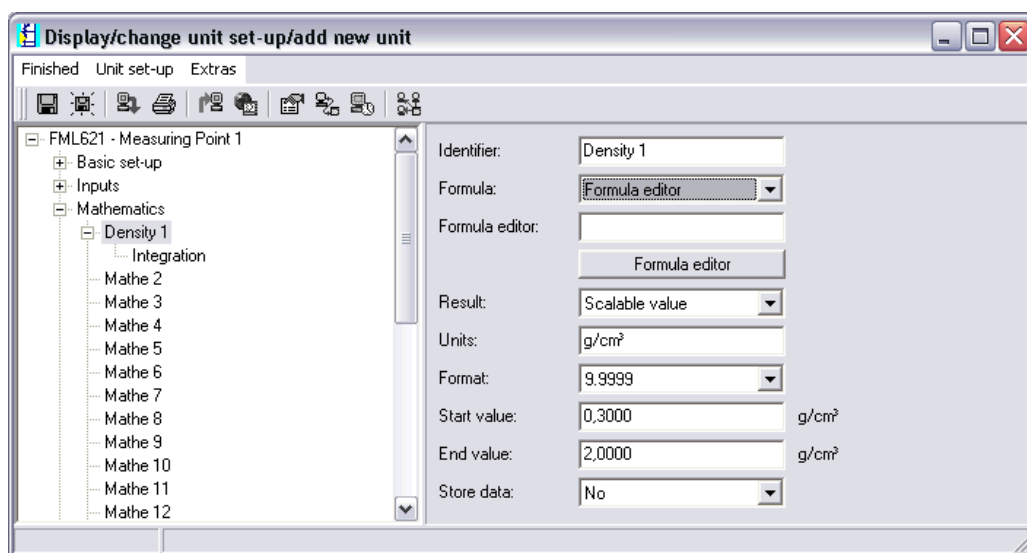 Display/change unit set-up/add new unit
Finished Unit set-up Extras
FML621 - Measuring Point 1
Basic set-up
Inputs
Mathematics
Density 1
Integration
Mathe 2
Mathe 3
Mathe 4
Mathe 5
Mathe 6
Mathe 7
Mathe 8
Mathe 9
Mathe 10
Mathe 11
Mathe 12
Identifier: Density 1
Formula: Formula editor
Formula editor:
Formula editor
Result: Scalable value
Units: g/cm³
Format: 9.9999
Start value: 0,3000 g/cm³
End value: 2,0000 g/cm³
Store data: No